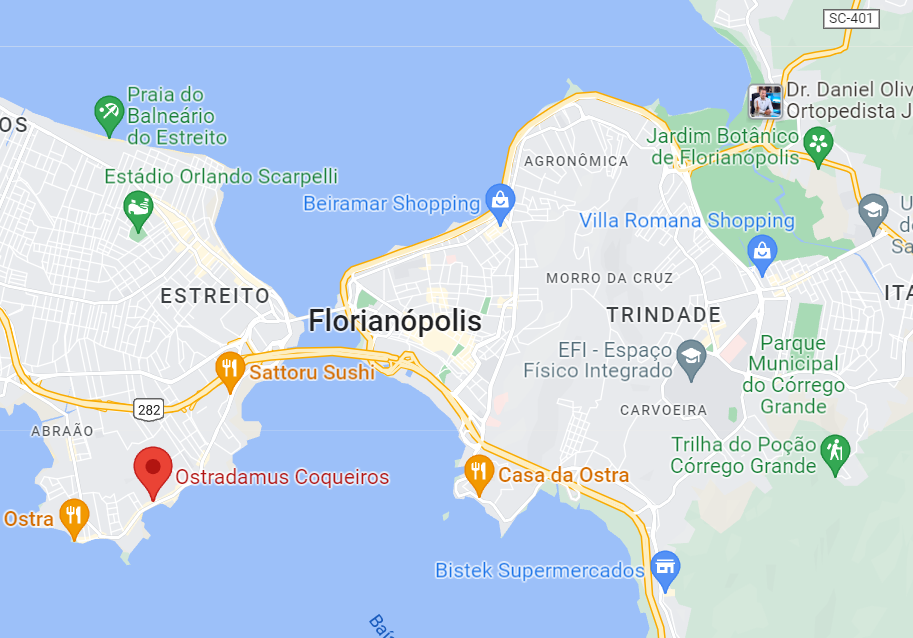 SC-401
Dr. Daniel Oliv
Ortopedista J
Praia do
Balneário
do Estreito
OS
Jardim Botânico
de Florianópolis
AGRONÔMICA
Estádio Orlando Scarpelli
Beiramar Shopping
Villa Romana Shopping
U
d
Sa
MORRO DA CRUZ
ESTREITO
ITA
Florianópolis
TRINDADE
EFI - Espaço
Físico Integrado
Parque
Municipal
do Córrego
Grande
Sattoru Sushi
282
CARVOEIRA
ABRAÃO
Trilha do Poção
Córrego Grande
Ostradamus Coqueiros
Casa da Ostra
Ostra
Bistek Supermercados
Baí